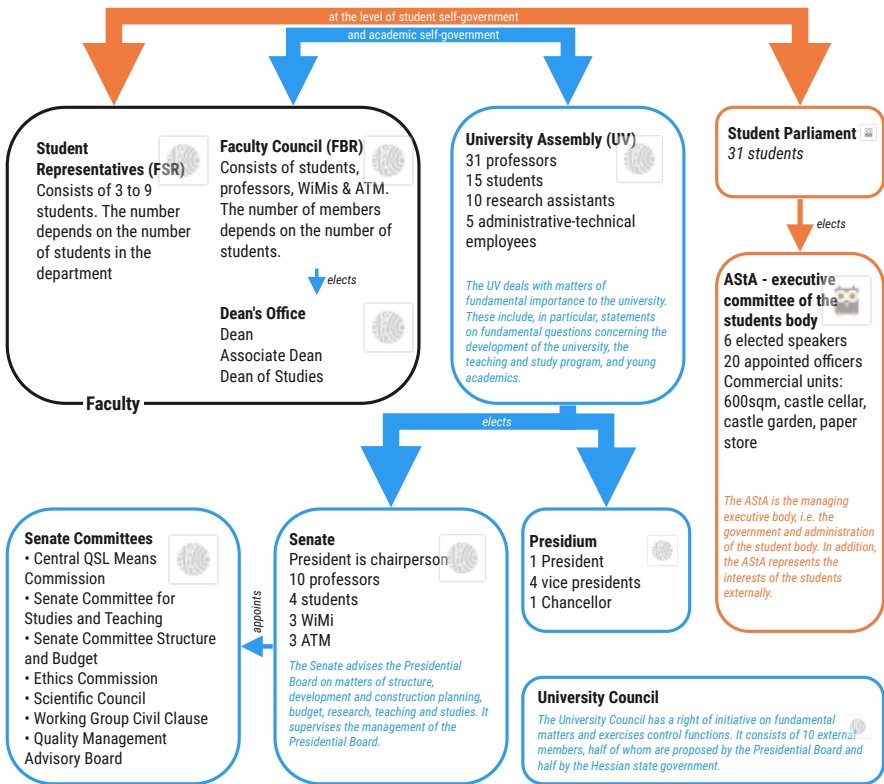 at the level of student self-government
and academic self-government
Student
Representatives (FSR)
Consists of 3 to 9
students. The number
depends on the number
of students in the
department
Faculty Council (FBR)
Consists of students,
professors, WiMis & ATM.
The number of members
depends on the number of
students.
elects
Dean's Office
Dean
Associate Dean
Dean of Studies
Faculty
University Assembly (UV)
31 professors
15 students
10 research assistants
5 administrative-technical
employees
The UV deals with matters of
fundamental importance to the university.
These include, in particular, statements
on fundamental questions concerning the
development of the university, the
teaching and study program, and young
academics.
Student Parliament
31 students
elects
AStA - executive
committee of the
students body
6 elected speakers
20 appointed officers
Commercial units:
600sqm, castle cellar,
castle garden, paper
store
The AStA is the managing
executive body, i.e. the
government and administration
of the student body. In addition,
the AStA represents the
interests of the students
externally.
elects
Senate Committees
• Central QSL Means
Commission
• Senate Committee for
Studies and Teaching
• Senate Committee Structure
and Budget
• Ethics Commission
• Scientific Council
• Working Group Civil Clause
• Quality Management
Advisory Board
appoints
Senate
President is chairperson
10 professors
4 students
3 WiMi
3 ATM
The Senate advises the Presidential
Board on matters of structure,
development and construction planning,
budget, research, teaching and studies. It
supervises the management of the
Presidential Board.
Presidium
1 President
4 vice presidents
1 Chancellor
University Council
The University Council has a right of initiative on fundamental
matters and exercises control functions. It consists of 10 external
members, half of whom are proposed by the Presidential Board and
half by the Hessian state government.